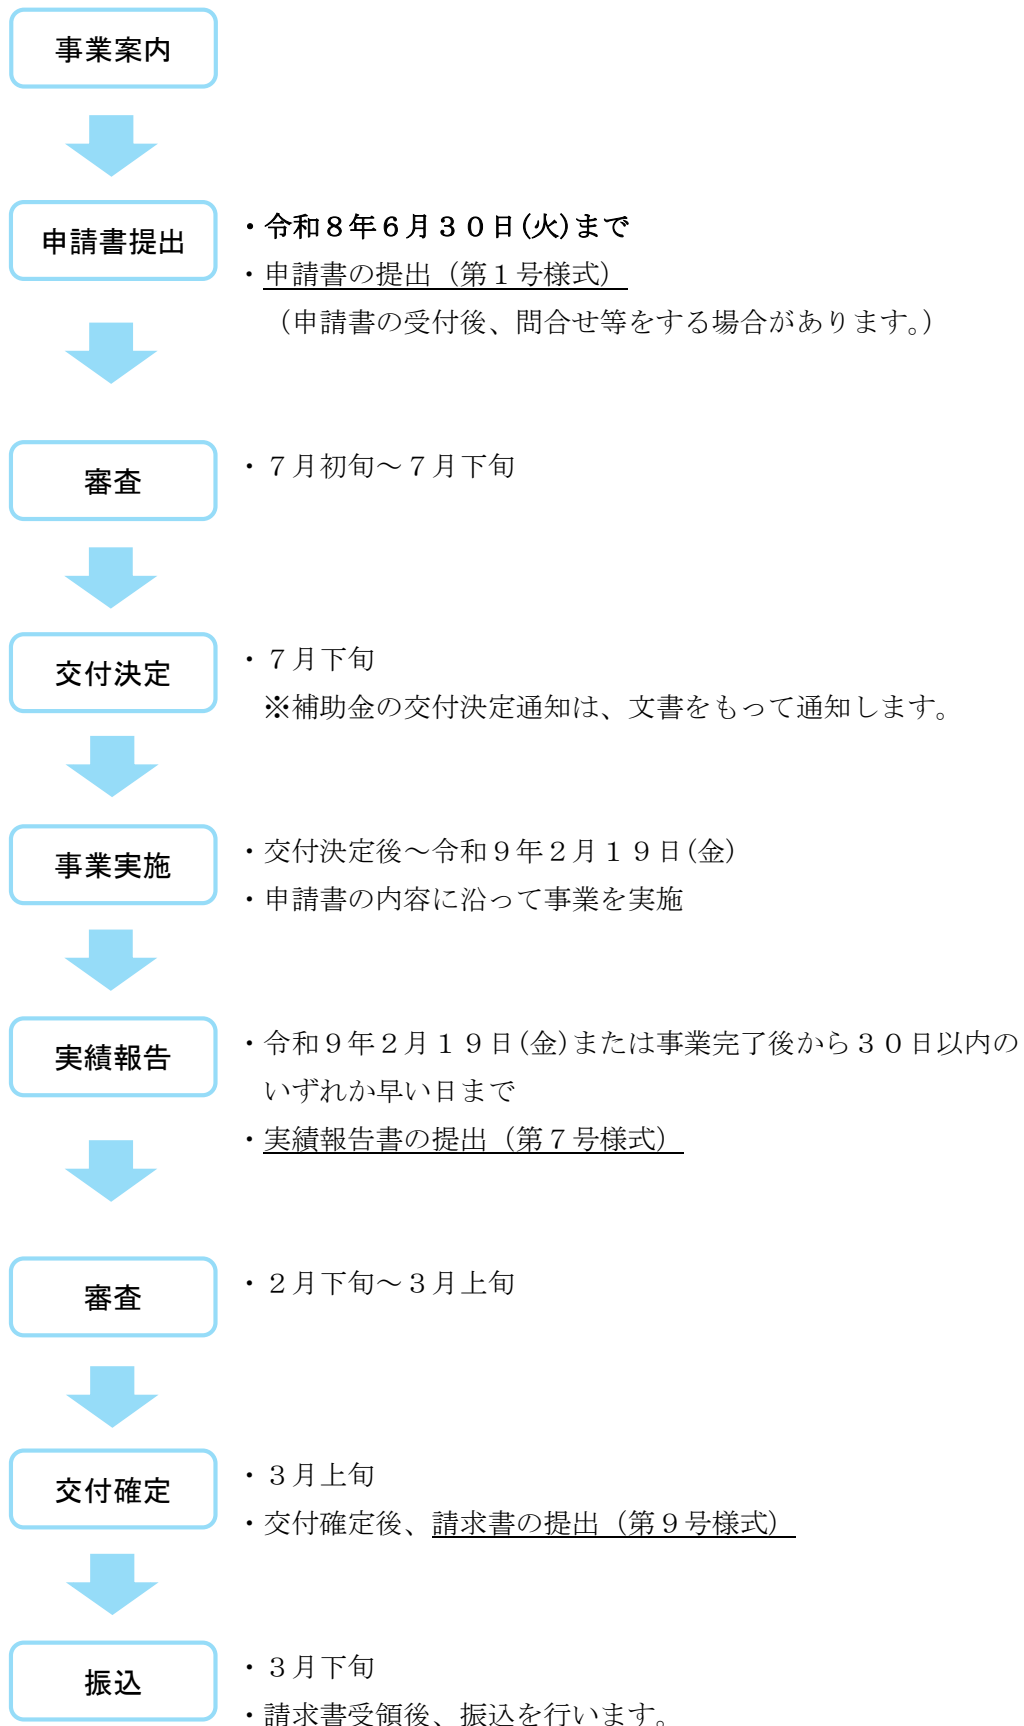 事業案内
申請書提出
・令和８年６月３０日(火)まで
・申請書の提出（第１号様式）
（申請書の受付後、問合せ等をする場合があります。）
審査
・７月初旬～７月下旬
交付決定
・７月下旬
※補助金の交付決定通知は、文書をもって通知します。
事業実施
・交付決定後～令和９年２月１９日(金)
・申請書の内容に沿って事業を実施
実績報告
・令和９年２月１９日(金)または事業完了後から３０日以内の
いずれか早い日まで
・実績報告書の提出（第７号様式）
審査
・２月下旬～３月上旬
交付確定
・３月上旬
・交付確定後、請求書の提出（第９号様式）
振込
・３月下旬
・請求書受領後、振込を行います。